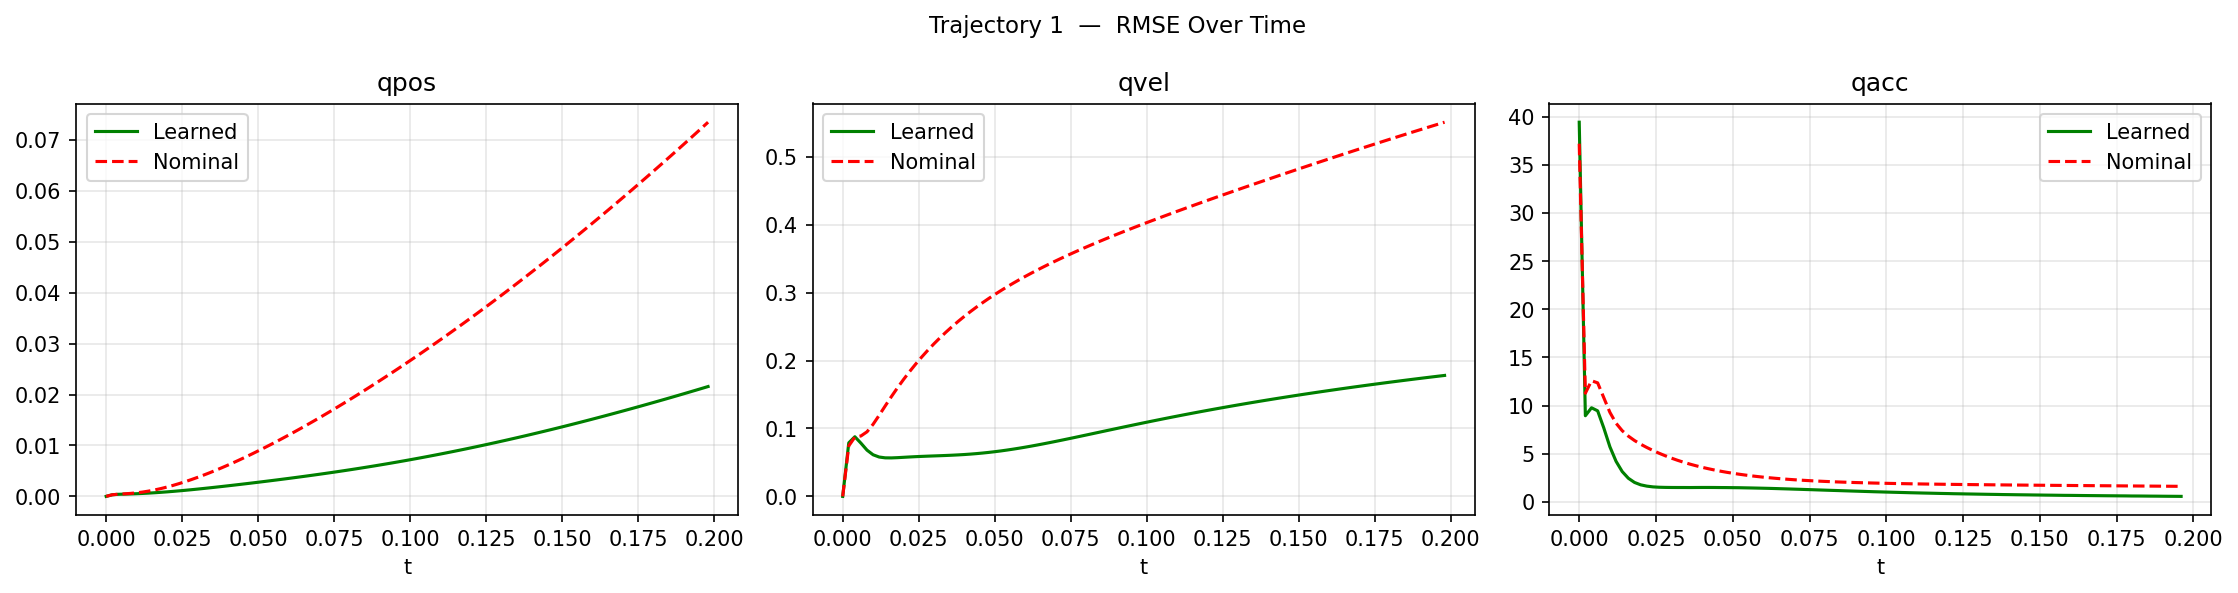 Trajectory 1 — RMSE Over Time
qpos
Learned
Nominal
0.07
0.06
0.05
0.04
0.03
0.02
0.01
0.00
0.000 0.025 0.050 0.075 0.100 0.125 0.150 0.175 0.200
t
qvel
Learned
Nominal
0.5
0.4
0.3
0.2
0.1
0.0
0.000 0.025 0.050 0.075 0.100 0.125 0.150 0.175 0.200
t
qacc
Learned
Nominal
40
35
30
25
20
15
10
5
0
0.000 0.025 0.050 0.075 0.100 0.125 0.150 0.175 0.200
t